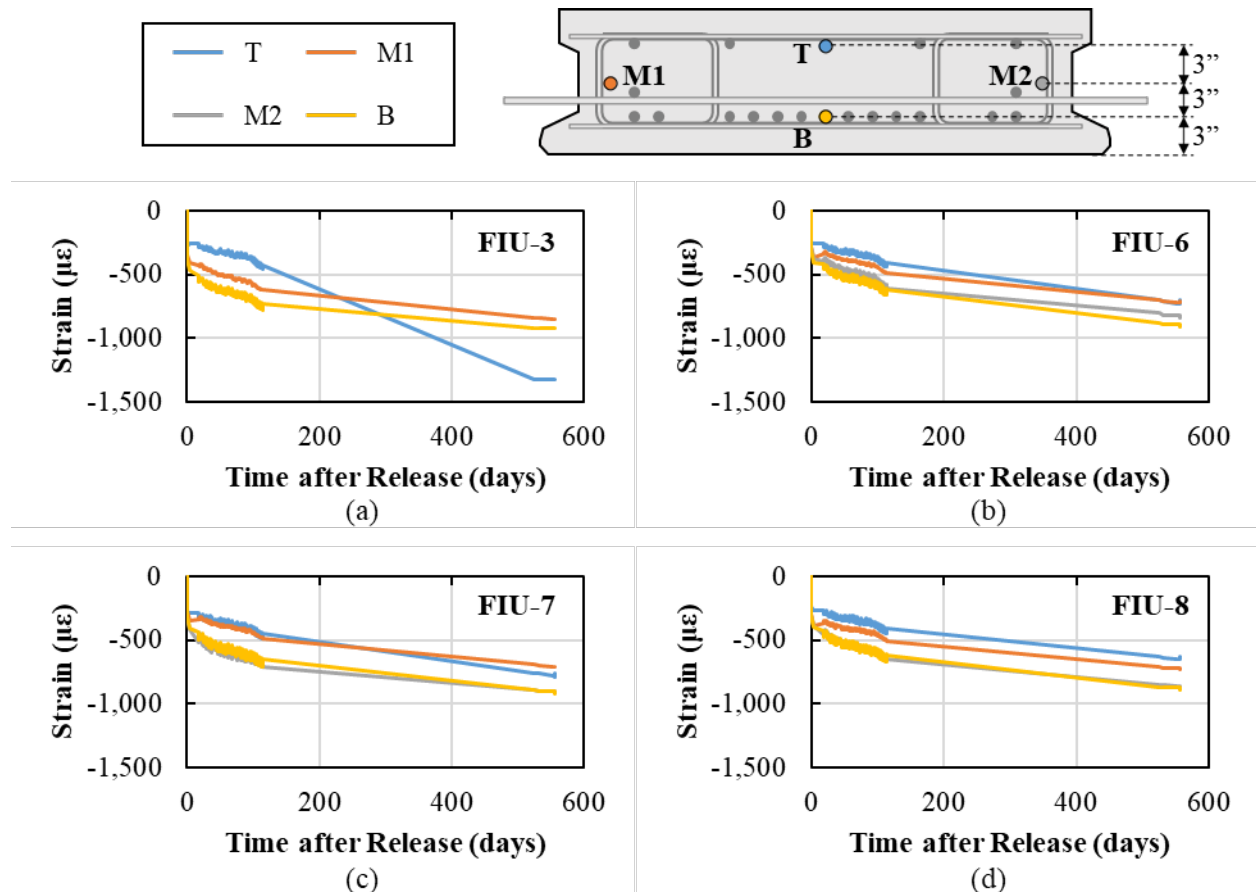 T M1
M2 B
T
M1 M2
B
3”
3”
3”
FIU-3
Strain (με)
0
-500
-1,000
-1,500
0 200 400 600
Time after Release (days)
(a)
FIU-6
Strain (με)
0
-500
-1,000
-1,500
0 200 400 600
Time after Release (days)
(b)
FIU-7
Strain (με)
0
-500
-1,000
-1,500
0 200 400 600
Time after Release (days)
(c)
FIU-8
Strain (με)
0
-500
-1,000
-1,500
0 200 400 600
Time after Release (days)
(d)